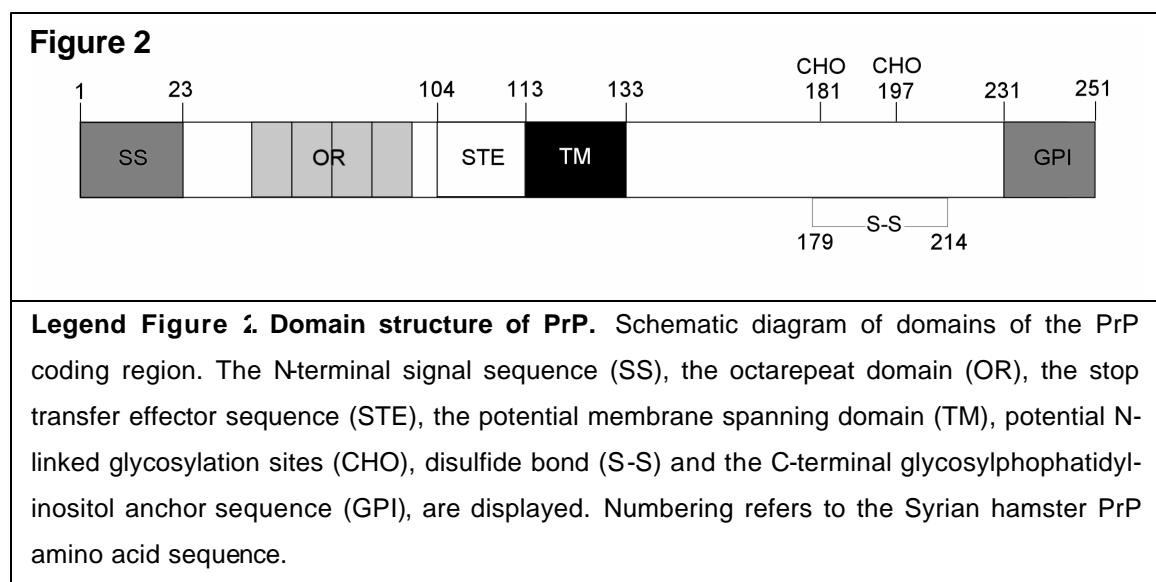 Figure 2
CHO CHO
1 23 104 113 133 181 197 231 251
SS OR STE TM GPI
S-S
179 214
Legend Figure 2. Domain structure of PrP. Schematic diagram of domains of the PrP
coding region. The N-terminal signal sequence (SS), the octarepeat domain (OR), the stop
transfer effector sequence (STE), the potential membrane spanning domain (TM), potential N-
linked glycosylation sites (CHO), disulfide bond (S-S) and the C-terminal glycosylphophatidyl-
inositol anchor sequence (GPI), are displayed. Numbering refers to the Syrian hamster PrP
amino acid sequence.